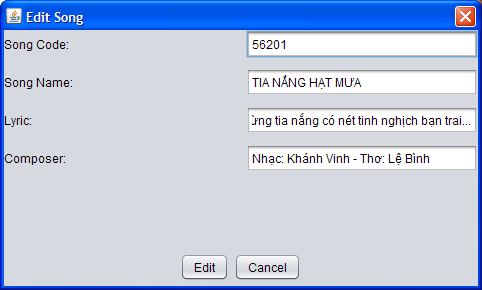 Edit Song
Song Code: 56201
Song Name: TIA NẮNG HẠT MƯA
Lyric: tia nắng có nét tinh nghịch bạn trai...
Composer: Nhạc: Khánh Vinh - Thơ: Lệ Bình
Edit Cancel